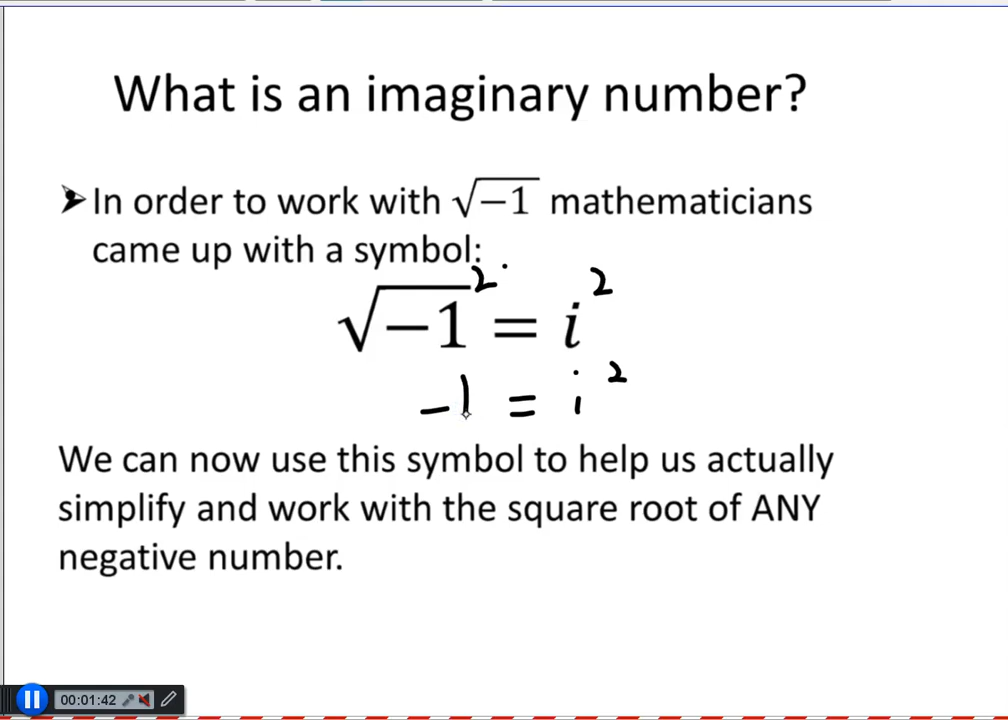 What is an imaginary number?
➤ In order to work with √−1 mathematicians
came up with a symbol:
√−1² = i²
-1 = i²
We can now use this symbol to help us actually
simplify and work with the square root of ANY
negative number.
00:01:42